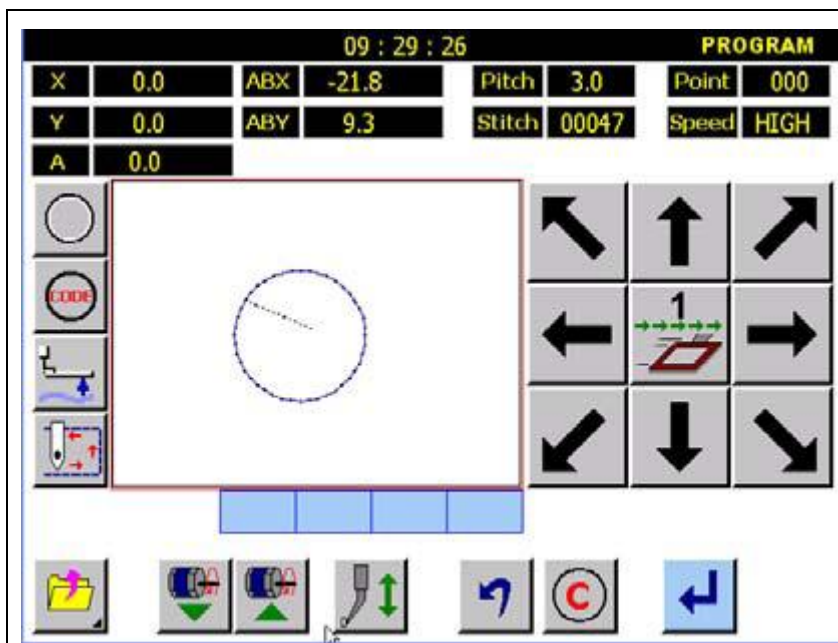 09 : 29 : 26 PROGRAM
X 0.0 ABX -21.8 Pitch 3.0 Point 000
Y 0.0 ABY 9.3 Stitch 00047 Speed HIGH
A 0.0
CODE
1
C